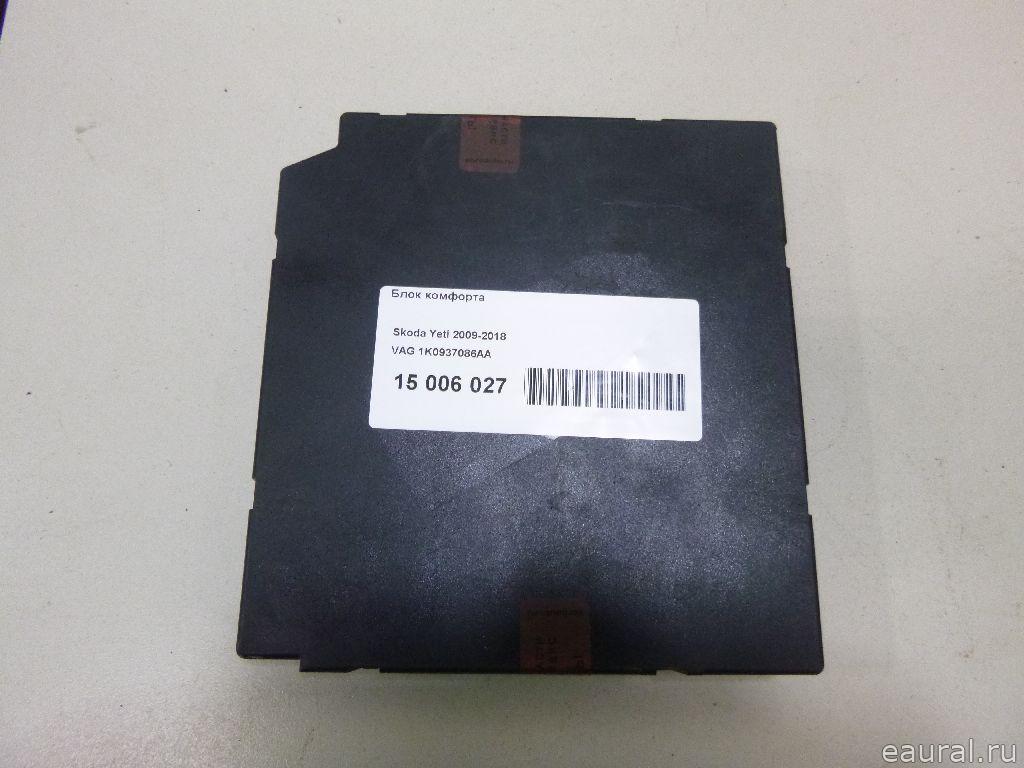 Блок комфорта
Skoda Yeti 2009-2018
VAG 1K0937086AA
15 006 027
eaural.ru